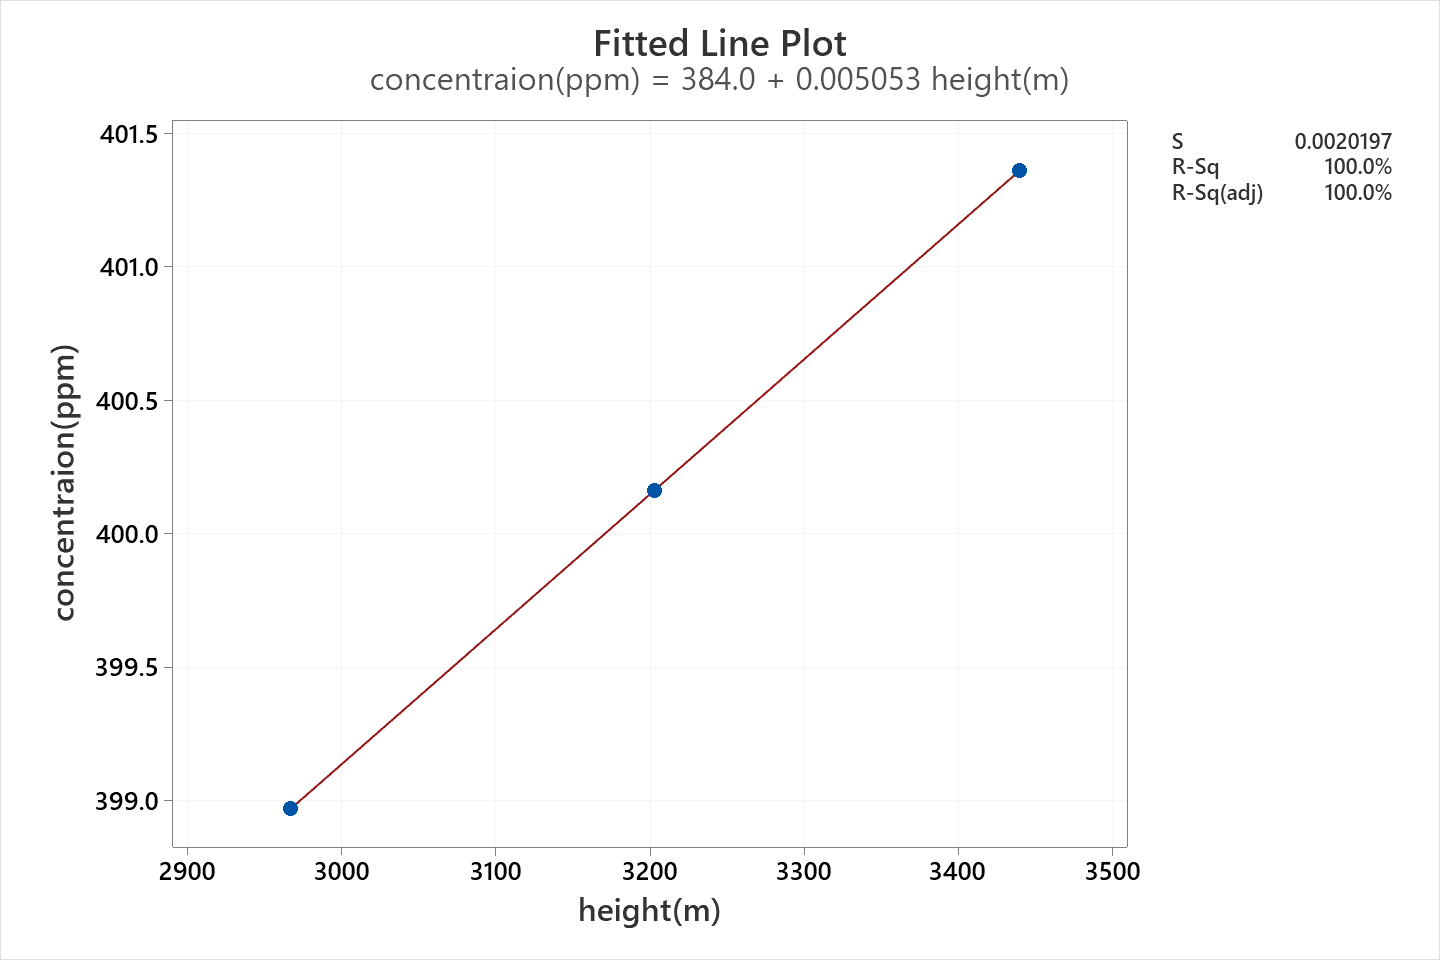 Fitted Line Plot
concentraion(ppm) = 384.0 + 0.005053 height(m)
S 0.0020197
R-Sq 100.0%
R-Sq(adj) 100.0%
concentraion(ppm)
401.5
401.0
400.5
400.0
399.5
399.0
2900 3000 3100 3200 3300 3400 3500
height(m)